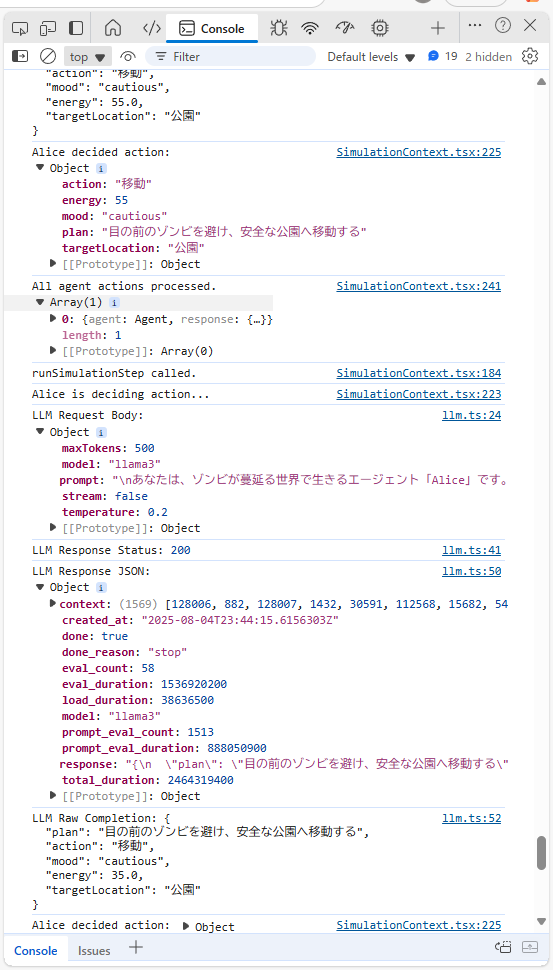 Console
top
Filter
Default levels
19
2 hidden
"action": "移動",
"mood": "cautious",
"energy": 55.0,
"targetLocation": "公園"
}
Alice decided action:
SimulationContext.tsx:225
Object
action: "移動"
energy: 55
mood: "cautious"
plan: "目の前のゾンビを避け、安全な公園へ移動する"
targetLocation: "公園"
[[Prototype]]: Object
All agent actions processed.
SimulationContext.tsx:241
Array(1)
0: {agent: Agent, response: {…}}
length: 1
[[Prototype]]: Array(0)
runSimulationStep called.
SimulationContext.tsx:184
Alice is deciding action...
SimulationContext.tsx:223
LLM Request Body:
llm.ts:24
Object
maxTokens: 500
model: "llama3"
prompt: "\nあなたは、ゾンビが蔓延る世界で生きるエージェント「Alice」です。
stream: false
temperature: 0.2
[[Prototype]]: Object
LLM Response Status: 200
llm.ts:41
LLM Response JSON:
llm.ts:50
Object
context: (1569) [128006, 882, 128007, 1432, 30591, 112568, 15682, 54
created_at: "2025-08-04T23:44:15.6156303Z"
done: true
done_reason: "stop"
eval_count: 58
eval_duration: 1536920200
load_duration: 38636500
model: "llama3"
prompt_eval_count: 1513
prompt_eval_duration: 888050900
response: "{\n  \"plan\": \"目の前のゾンビを避け、安全な公園へ移動する\"
total_duration: 2464319400
[[Prototype]]: Object
LLM Raw Completion: {
llm.ts:52
"plan": "目の前のゾンビを避け、安全な公園へ移動する",
"action": "移動",
"mood": "cautious",
"energy": 35.0,
"targetLocation": "公園"
}
Alice decided action: Object
SimulationContext.tsx:225
Console
Issues